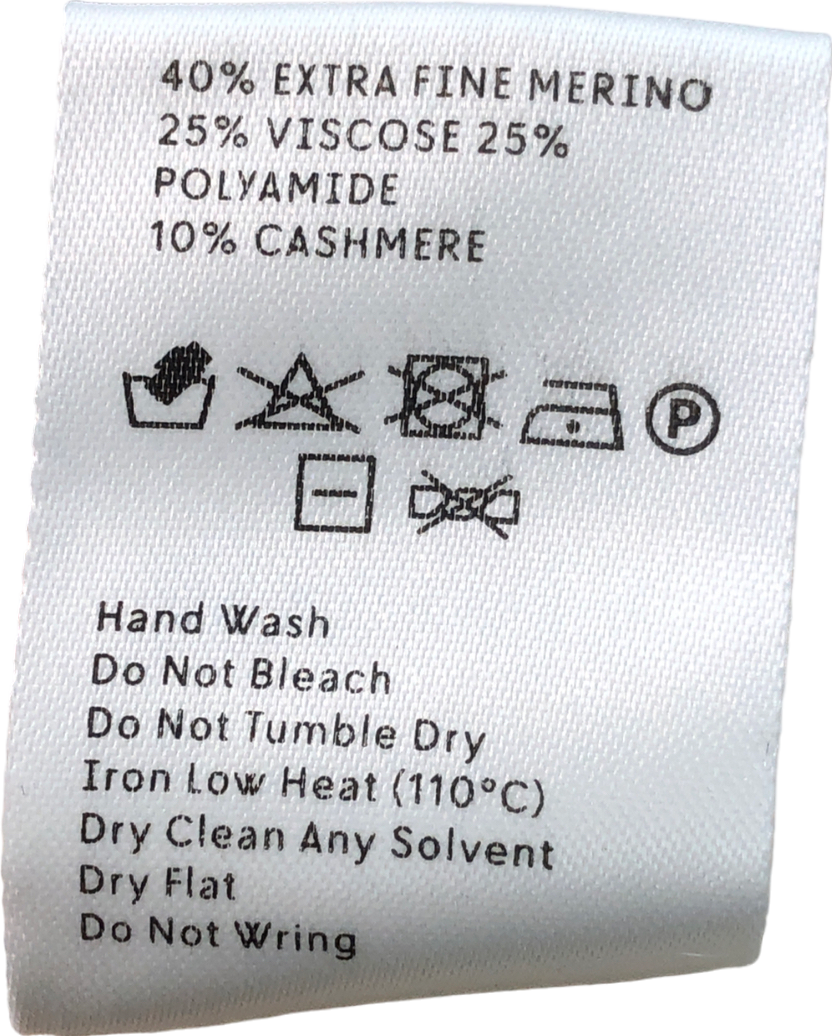 40% EXTRA FINE MERINO
25% VISCOSE 25%
POLYAMIDE
10% CASHMERE
P
Hand Wash
Do Not Bleach
Do Not Tumble Dry
Iron Low Heat (110°C)
Dry Clean Any Solvent
Dry Flat
Do Not Wring